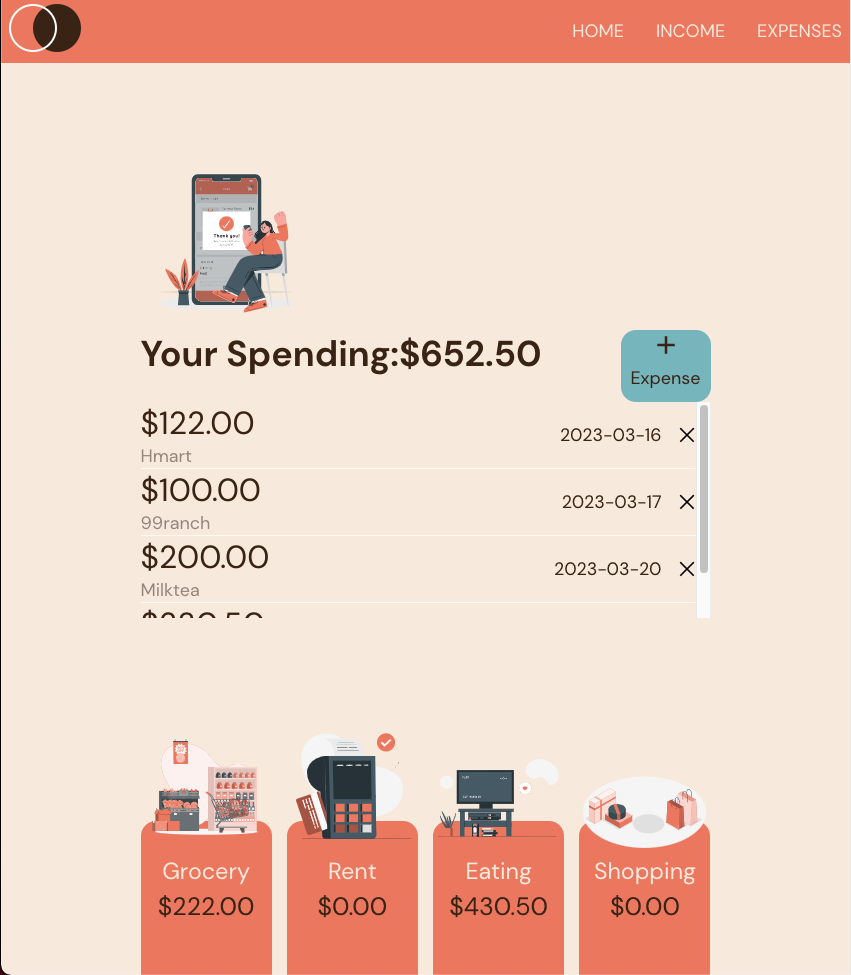 HOME INCOME EXPENSES
Thank you!
Your Spending:$652.50
Expense
$122.00
2023-03-16
Hmart
$100.00
2023-03-17
99ranch
$200.00
2023-03-20
Milktea
Grocery
$222.00
Rent
$0.00
Eating
$430.50
Shopping
$0.00